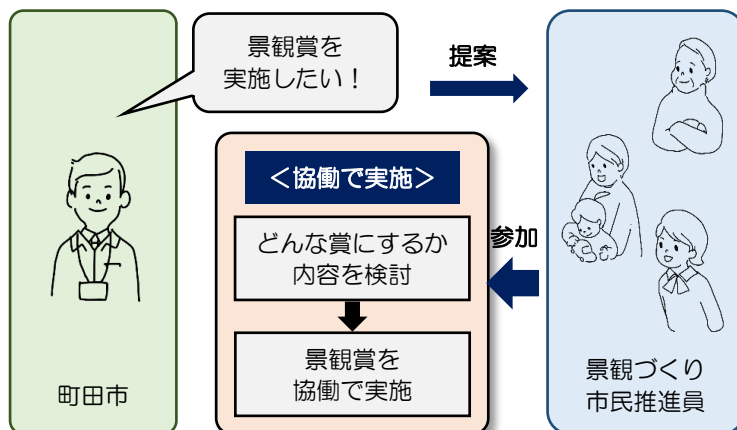 景観賞を
実施したい！
提案
＜協働で実施＞
どんな賞にするか
内容を検討
参加
景観賞を
協働で実施
町田市
景観づくり
市民推進員